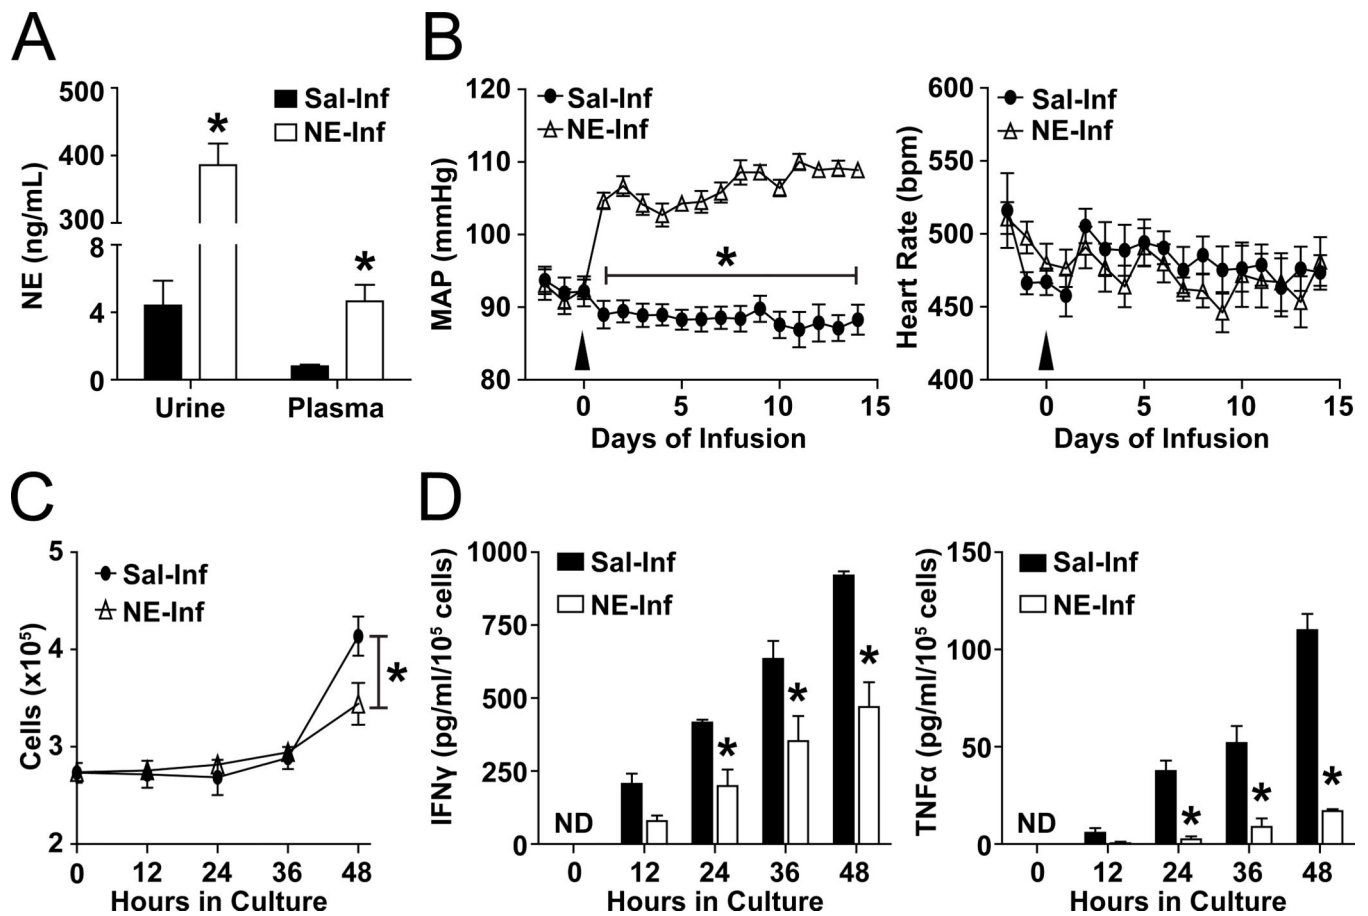 A
NE (ng/mL)
500
400
300
8
4
0
Sal-Inf
NE-Inf
*
*
Urine Plasma
B
MAP (mmHg)
120
110
100
90
80
Sal-Inf
NE-Inf
*
0 5 10 15
Days of Infusion
Heart Rate (bpm)
600
550
500
450
400
Sal-Inf
NE-Inf
0 5 10 15
Days of Infusion
C
Cells (x10⁵)
5
4
3
2
Sal-Inf
NE-Inf
*
0 12 24 36 48
Hours in Culture
D
IFNγ (pg/ml/10⁵ cells)
1000
750
500
250
0
Sal-Inf
NE-Inf
ND
*
*
*
0 12 24 36 48
Hours in Culture
TNFα (pg/ml/10⁵ cells)
150
100
50
0
Sal-Inf
NE-Inf
ND
*
*
*
0 12 24 36 48
Hours in Culture